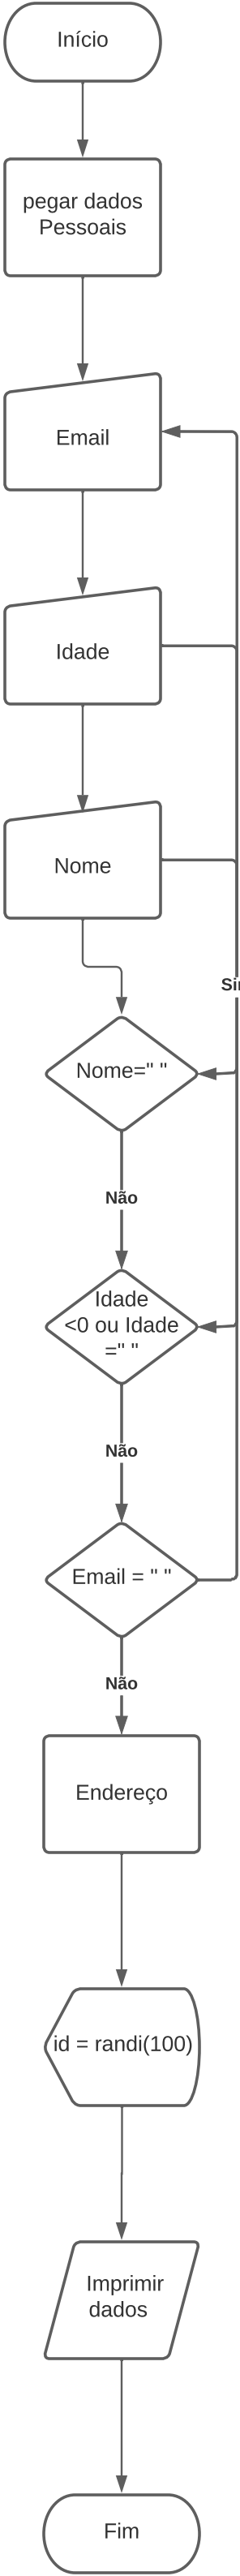 Início
pegar dados
Pessoais
Email
Idade
Nome
Nome=" "
Não
Idade
<0 ou Idade
=" "
Não
Email = " "
Não
Endereço
id = randi(100)
Imprimir
dados
Fim